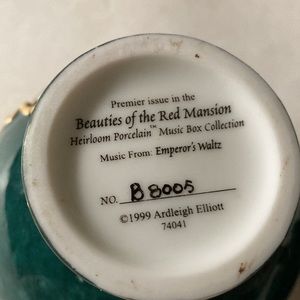 Premier issue in the
Beauties of the Red Mansion
Heirloom Porcelain™ Music Box Collection
Music From: Emperor's Waltz
NO. B8005
©1999 Ardleigh Elliott
74041